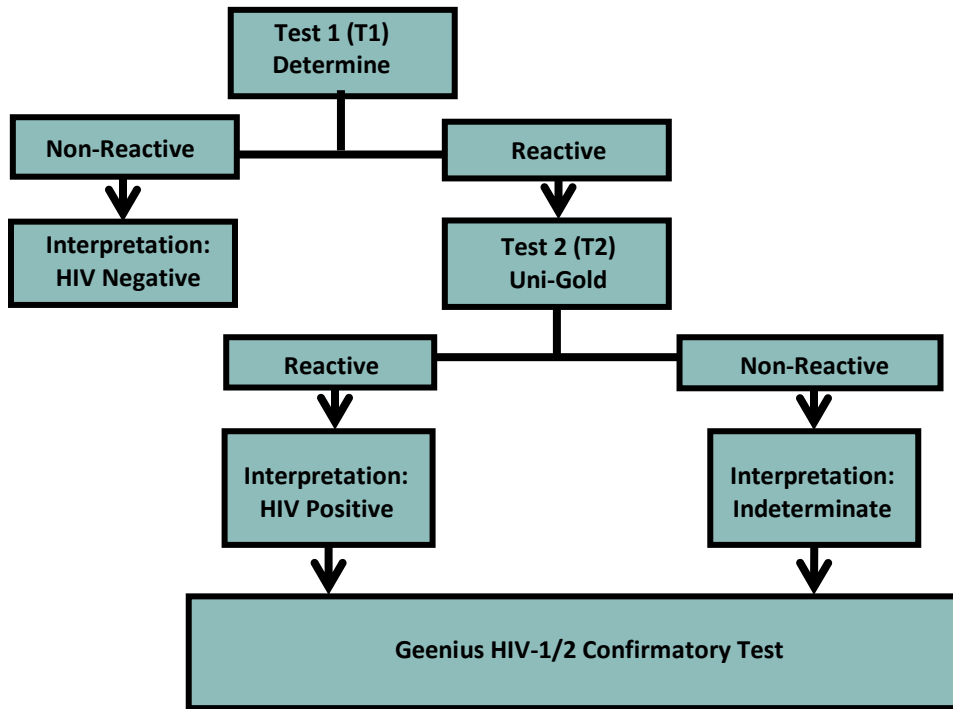 Test 1 (T1)
Determine
Non-Reactive
Reactive
Interpretation:
HIV Negative
Test 2 (T2)
Uni-Gold
Reactive
Non-Reactive
Interpretation:
HIV Positive
Interpretation:
Indeterminate
Geenius HIV-1/2 Confirmatory Test